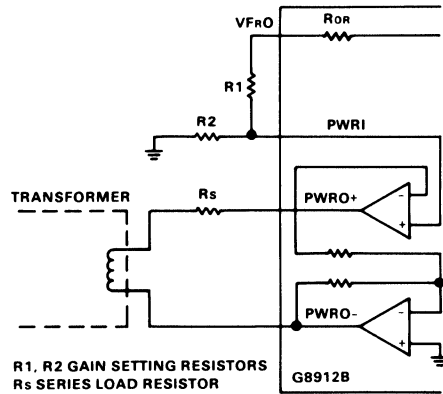 VFRO
ROR
R1
R2
PWRI
TRANSFORMER
RS
PWRO+
-
+
PWRO-
-
+
R1, R2 GAIN SETTING RESISTORS
RS SERIES LOAD RESISTOR
G8912B